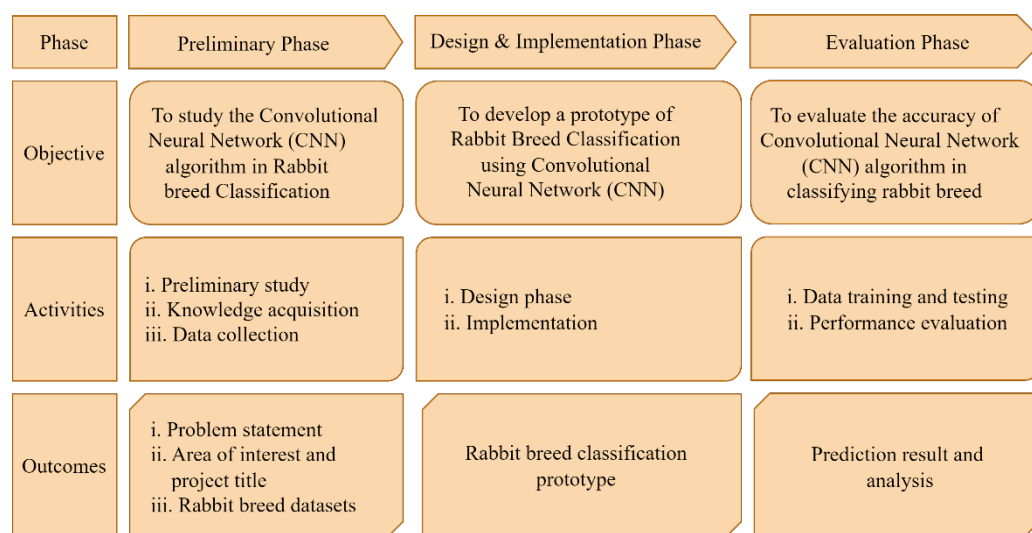 Phase
Preliminary Phase
Design & Implementation Phase
Evaluation Phase
Objective
To study the Convolutional
Neural Network (CNN)
algorithm in Rabbit
breed Classification
To develop a prototype of
Rabbit Breed Classification
using Convolutional
Neural Network (CNN)
To evaluate the accuracy of
Convolutional Neural Network
(CNN) algorithm in
classifying rabbit breed
Activities
i. Preliminary study
ii. Knowledge acquisition
iii. Data collection
i. Design phase
ii. Implementation
i. Data training and testing
ii. Performance evaluation
Outcomes
i. Problem statement
ii. Area of interest and
project title
iii. Rabbit breed datasets
Rabbit breed classification
prototype
Prediction result and
analysis